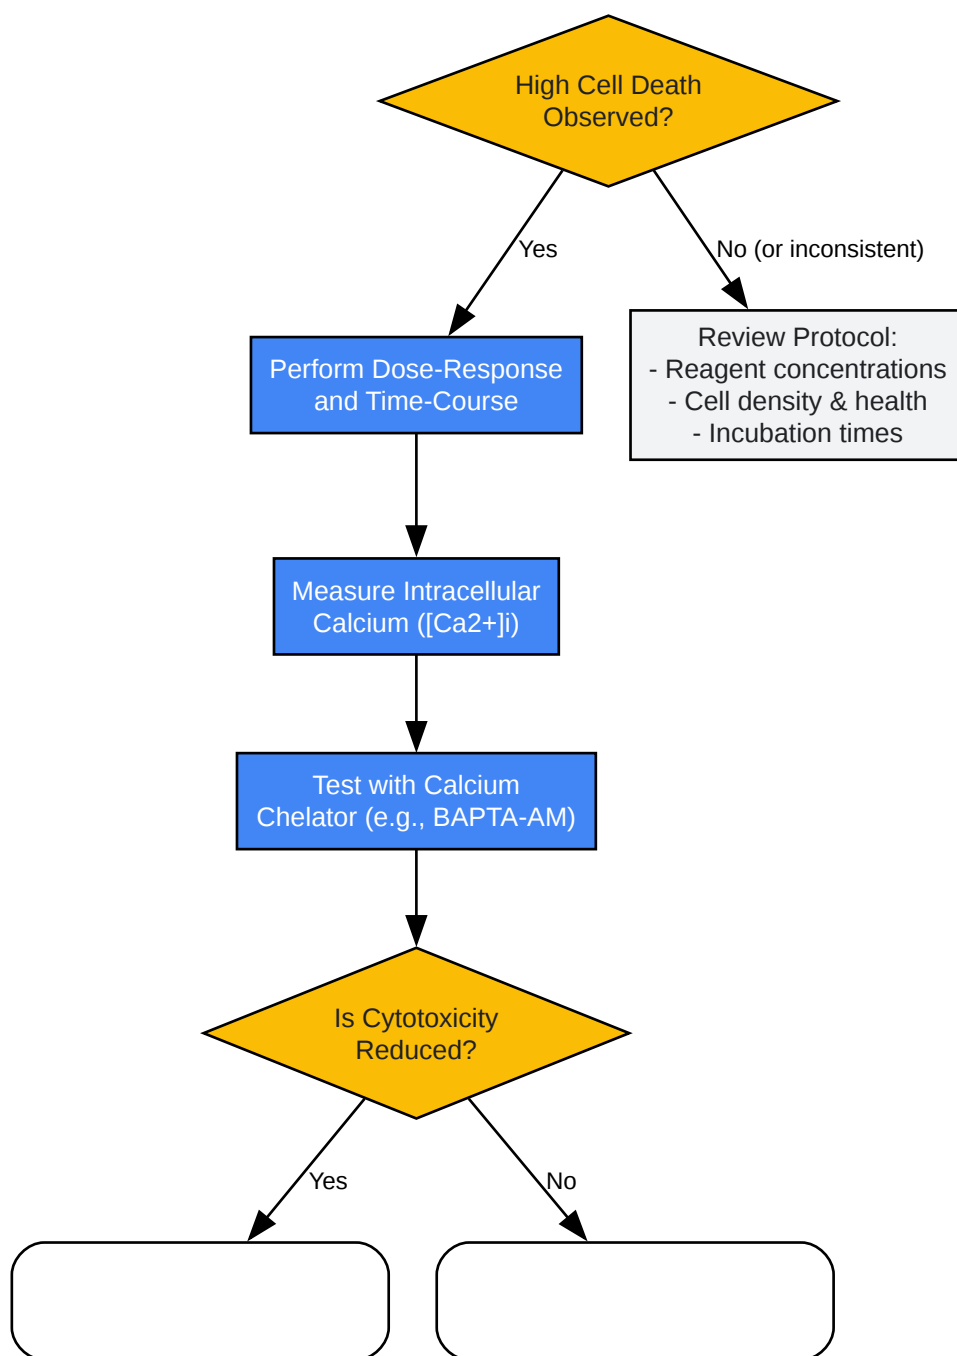 High Cell Death
Observed?
Yes
No (or inconsistent)
Perform Dose-Response
and Time-Course
Review Protocol:
- Reagent concentrations
- Cell density & health
- Incubation times
Measure Intracellular
Calcium ([Ca2+]i)
Test with Calcium
Chelator (e.g., BAPTA-AM)
Is Cytotoxicity
Reduced?
Yes
No